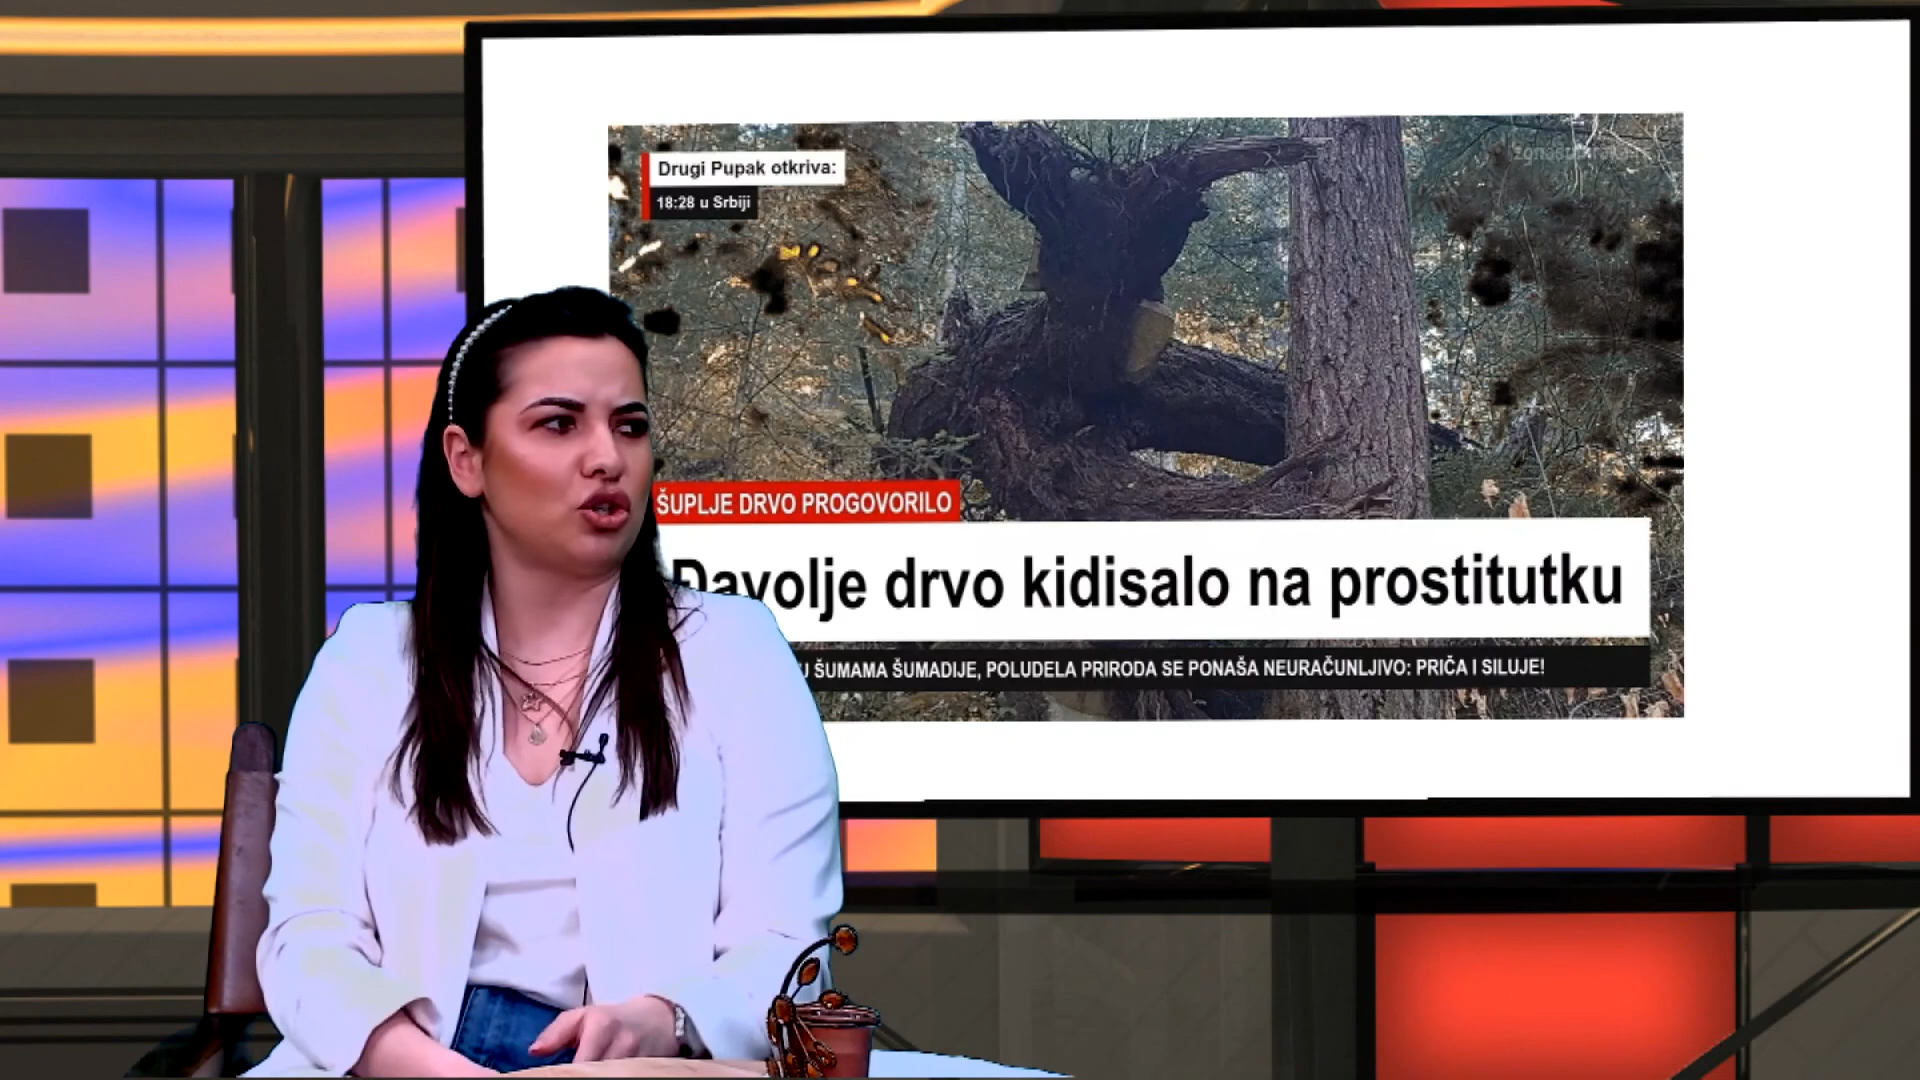 Drugi Pupak otkriva:
18:28 u Srbiji
ŠUPLJE DRVO PROGOVORILO
Đavolje drvo kidisalo na prostitutku
U ŠUMAMA ŠUMADIJE, POLUDELA PRIRODA SE PONAŠA NEURAČUNLJIVO: PRIČA I SILUJE!